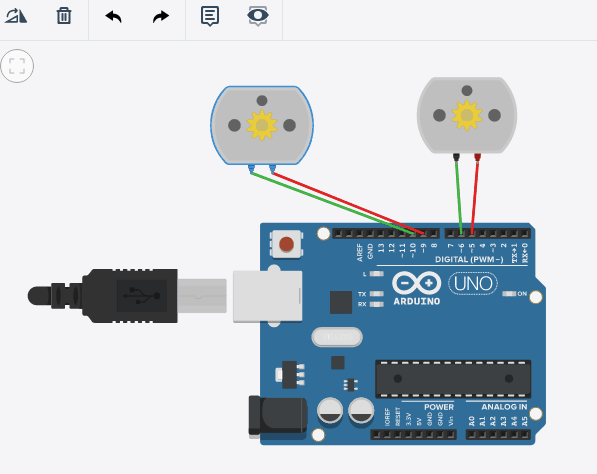 AREF
GND
13
12
~11
~10
~9
8
7
~6
~5
4
~3
2
TX→1
RX←0
DIGITAL (PWM~)
L
TX
RX
ARDUINO
UNO
ON
POWER
ANALOG IN
IOREF
RESET
3.3V
5V
GND
GND
Vin
A0
A1
A2
A3
A4
A5